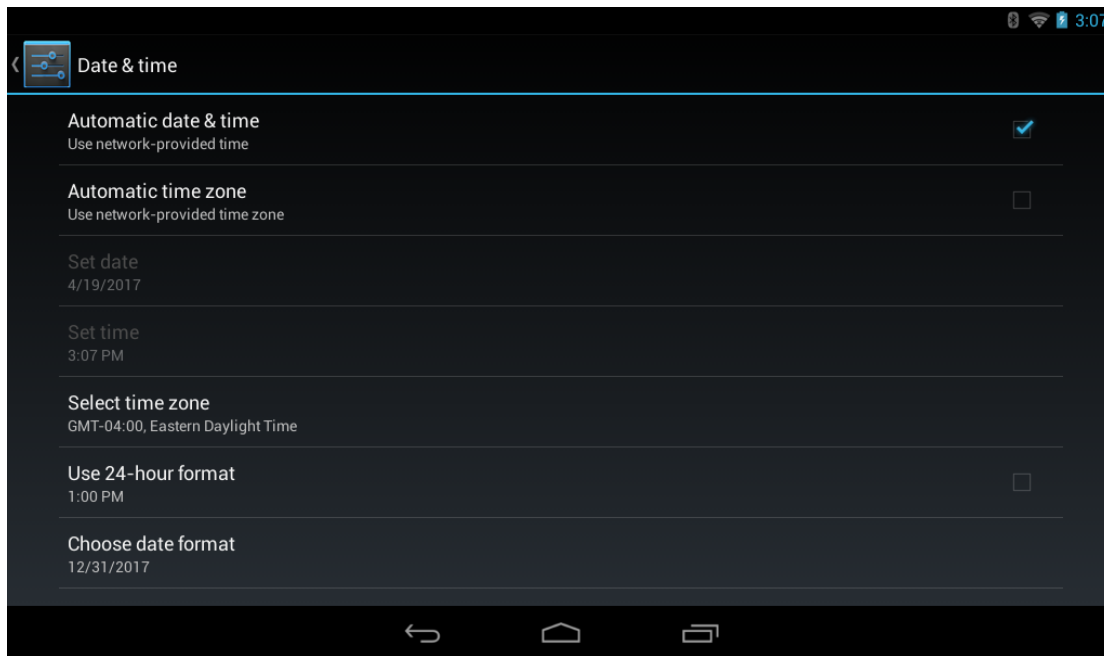 3:07
Date & time
Automatic date & time
Use network-provided time
Automatic time zone
Use network-provided time zone
Set date
4/19/2017
Set time
3:07 PM
Select time zone
GMT-04:00, Eastern Daylight Time
Use 24-hour format
1:00 PM
Choose date format
12/31/2017